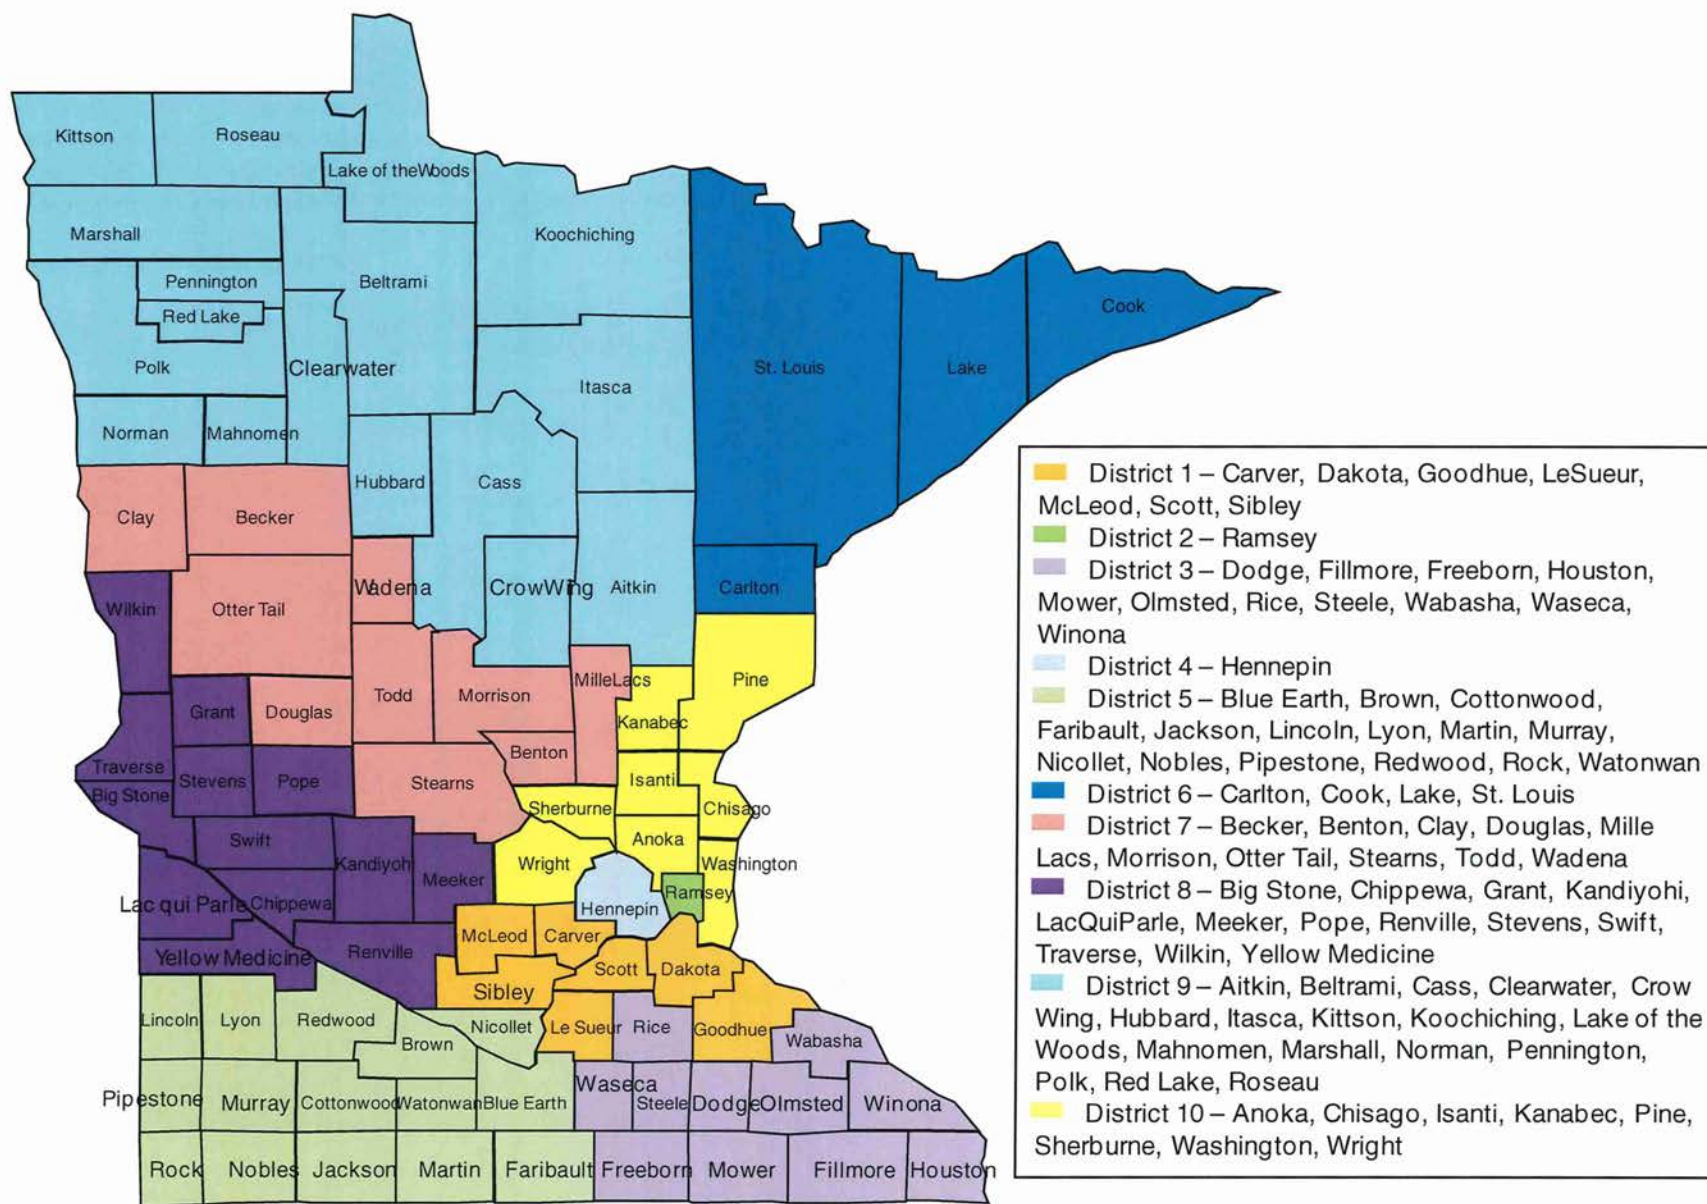 Kittson
Roseau
Lake of theWoods
Marshall
Koochiching
Pennington
Beltrami
Red Lake
Cook
Polk
Clearwater
St. Louis
Lake
Itasca
Norman
Mahnomen
Hubbard
Cass
Clay
Becker
Wadena
CrowWing
Aitkin
Carlton
Wilkin
Otter Tail
Todd
Morrison
MilleLacs
Pine
Grant
Douglas
Kanabec
Benton
Traverse
Stevens
Pope
Stearns
Isanti
Big Stone
Sherburne
Chisago
Swift
Kandiyohi
Anoka
Wright
Washington
Meeker
Ramsey
Lac qui Parle
Chippewa
Hennepin
McLeod
Carver
Yellow Medicine
Renville
Scott
Dakota
Sibley
Lincoln
Lyon
Redwood
Nicollet
Le Sueur
Rice
Goodhue
Brown
Wabasha
Waseca
Pipestone
Murray
Cottonwood
Watonwan
Blue Earth
Steele
Dodge
Olmsted
Winona
Rock
Nobles
Jackson
Martin
Faribault
Freeborn
Mower
Fillmore
Houston
District 1 – Carver, Dakota, Goodhue, LeSueur,
McLeod, Scott, Sibley
District 2 – Ramsey
District 3 – Dodge, Fillmore, Freeborn, Houston,
Mower, Olmsted, Rice, Steele, Wabasha, Waseca,
Winona
District 4 – Hennepin
District 5 – Blue Earth, Brown, Cottonwood,
Faribault, Jackson, Lincoln, Lyon, Martin, Murray,
Nicollet, Nobles, Pipestone, Redwood, Rock, Watonwan
District 6 – Carlton, Cook, Lake, St. Louis
District 7 – Becker, Benton, Clay, Douglas, Mille
Lacs, Morrison, Otter Tail, Stearns, Todd, Wadena
District 8 – Big Stone, Chippewa, Grant, Kandiyohi,
LacQuiParle, Meeker, Pope, Renville, Stevens, Swift,
Traverse, Wilkin, Yellow Medicine
District 9 – Aitkin, Beltrami, Cass, Clearwater, Crow
Wing, Hubbard, Itasca, Kittson, Koochiching, Lake of the
Woods, Mahnomen, Marshall, Norman, Pennington,
Polk, Red Lake, Roseau
District 10 – Anoka, Chisago, Isanti, Kanabec, Pine,
Sherburne, Washington, Wright